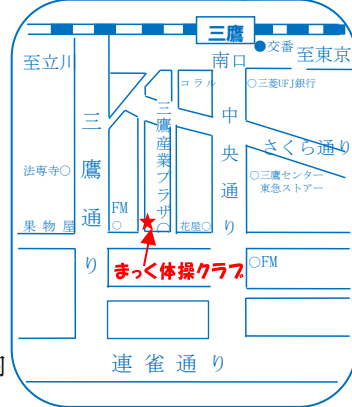 三鷹
交番
至東京
至立川
南口
コラル
三菱UFJ銀行
三鷹通り
三鷹産業プラザ
中央通り
さくら通り
法専寺
三鷹センター
東急ストアー
FM
果物屋
花屋
まっく体操クラブ
FM
連雀通り